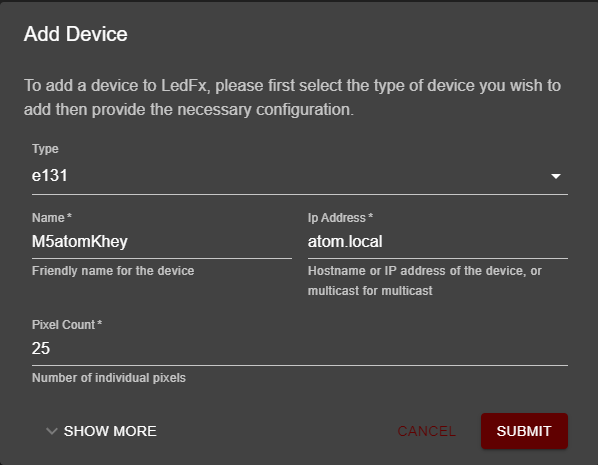 Add Device
To add a device to LedFx, please first select the type of device you wish to
add then provide the necessary configuration.
Type
e131
Name *
Ip Address *
M5atomKhey
atom.local
Friendly name for the device
Hostname or IP address of the device, or
multicast for multicast
Pixel Count *
25
Number of individual pixels
SHOW MORE
CANCEL
SUBMIT